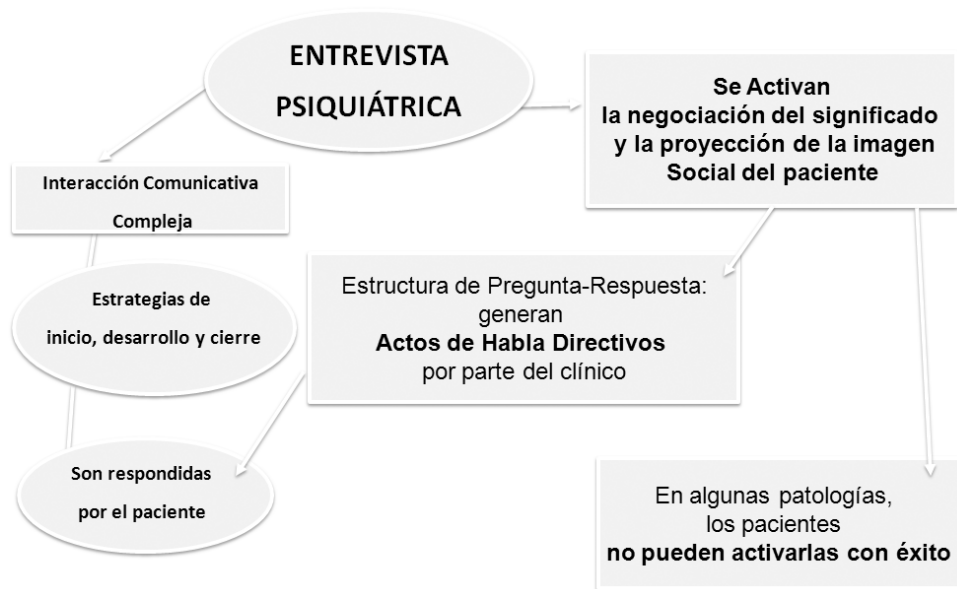 ENTREVISTA
PSIQUIÁTRICA
Se Activan
la negociación del significado
y la proyección de la imagen
Social del paciente
Interacción Comunicativa
Compleja
Estrategias de
inicio, desarrollo y cierre
Estructura de Pregunta-Respuesta:
generan
Actos de Habla Directivos
por parte del clínico
Son respondidas
por el paciente
En algunas patologías,
los pacientes
no pueden activarlas con éxito